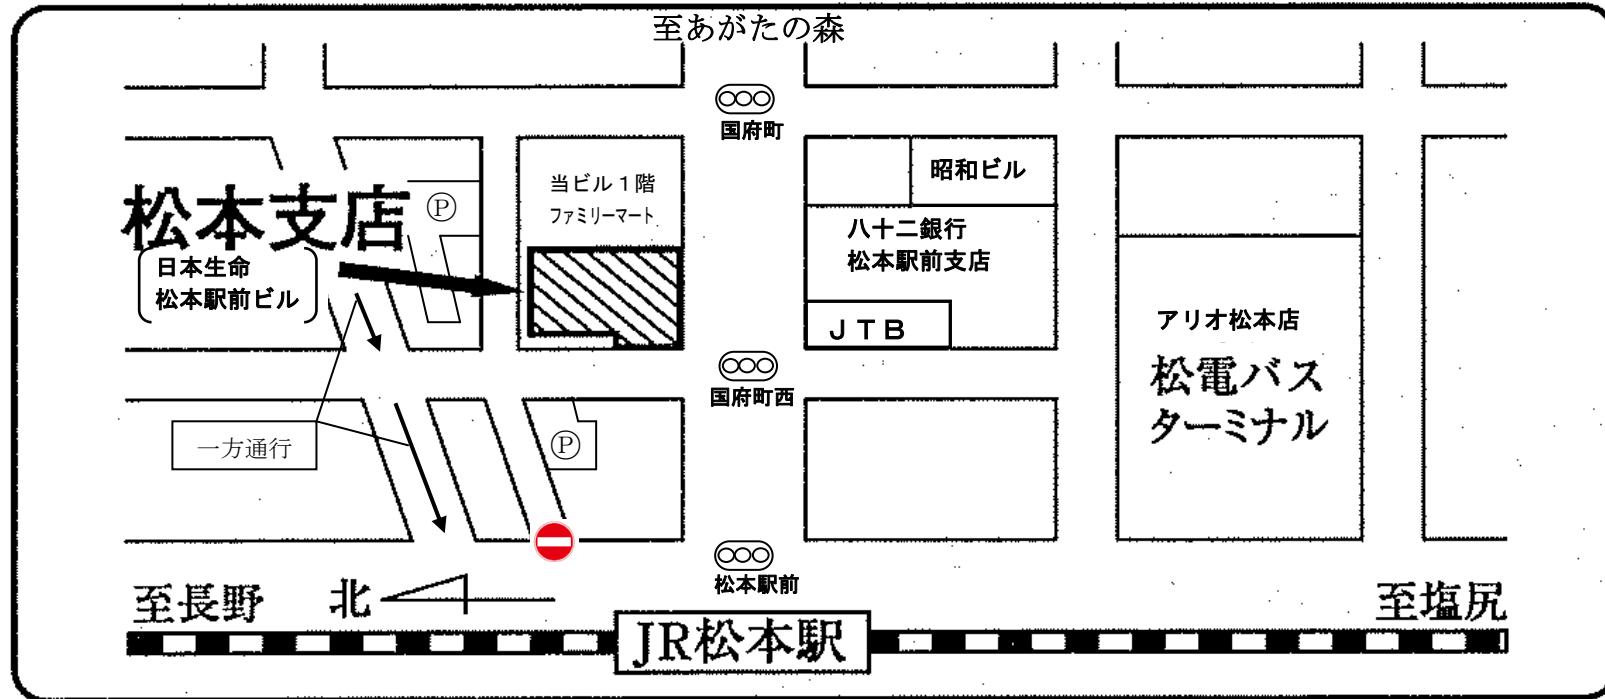 至あがたの森
国府町
昭和ビル
当ビル１階
ファミリーマート
松本支店
Ⓟ
日本生命
松本駅前ビル
八十二銀行
松本駅前支店
ＪＴＢ
アリオ松本店
松電バス
ターミナル
国府町西
一方通行
Ⓟ
松本駅前
至長野
北
至塩尻
JR松本駅